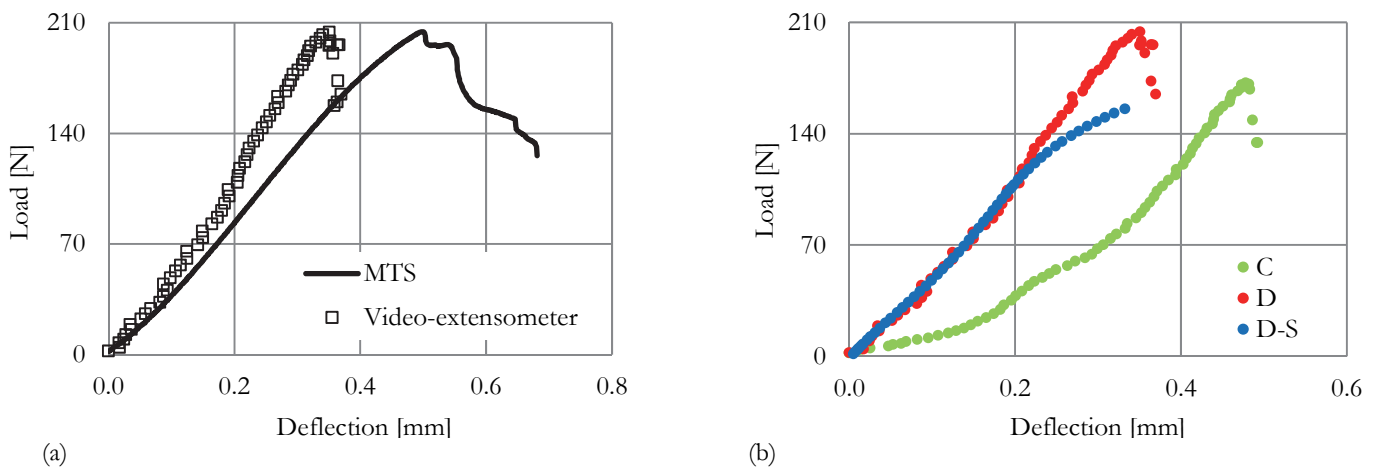 Load [N]
210
140
70
0
MTS
Video-extensometer
0.0 0.2 0.4 0.6 0.8
Deflection [mm]
(a)
Load [N]
210
140
70
0
C
D
D-S
0.0 0.2 0.4 0.6
Deflection [mm]
(b)